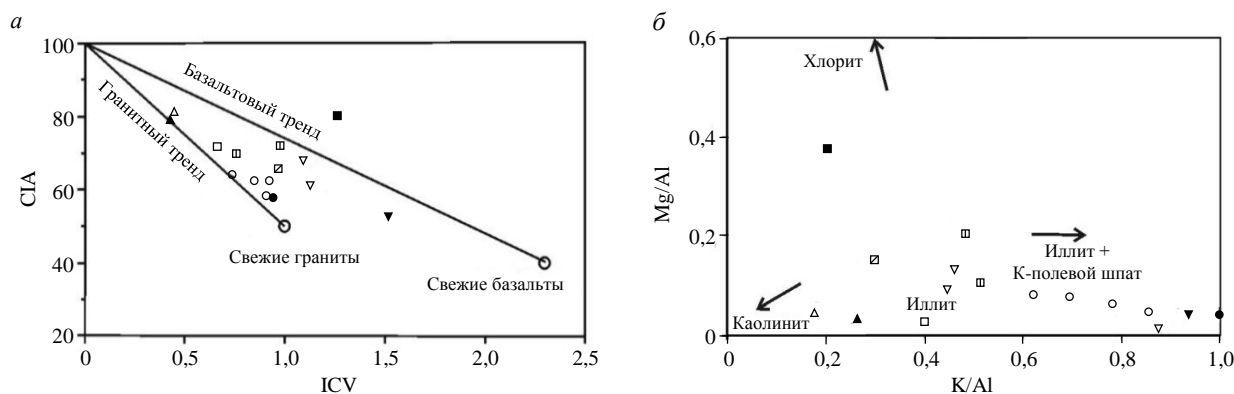 а
100
80
60
40
20
CIA
0
0,5
1,0
1,5
2,0
2,5
ICV
Базальтовый тренд
Гранитный тренд
Свежие граниты
Свежие базальты
б
0,6
0,4
0,2
0
Mg/Al
0
0,2
0,4
0,6
0,8
1,0
K/Al
Хлорит
Иллит +
К-полевой шпат
Иллит
Каолинит